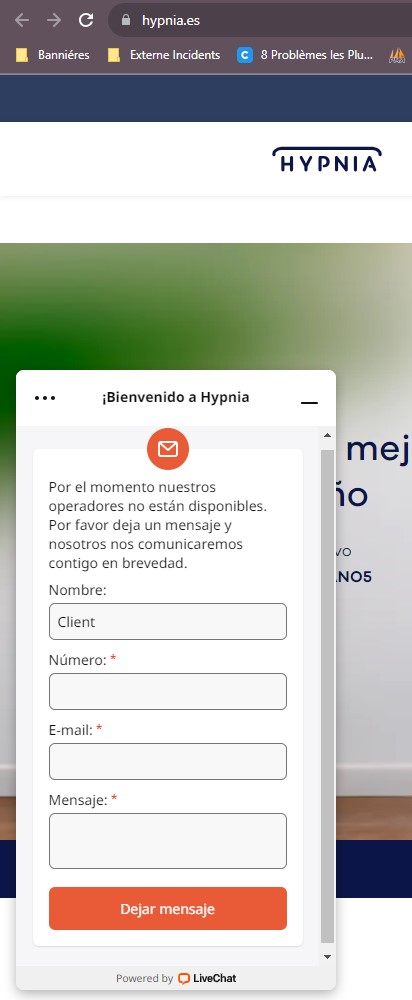 hypnia.es
Banniéres
Externe Incidents
8 Problèmes les Plu...
HYPNIA
¡Bienvenido a Hypnia
mej
ño
Por el momento nuestros
operadores no están disponibles.
Por favor deja un mensaje y
nosotros nos comunicaremos
contigo en brevedad.
vo
ANO5
Nombre:
Client
Número: *
E-mail: *
Mensaje: *
Dejar mensaje
Powered by LiveChat